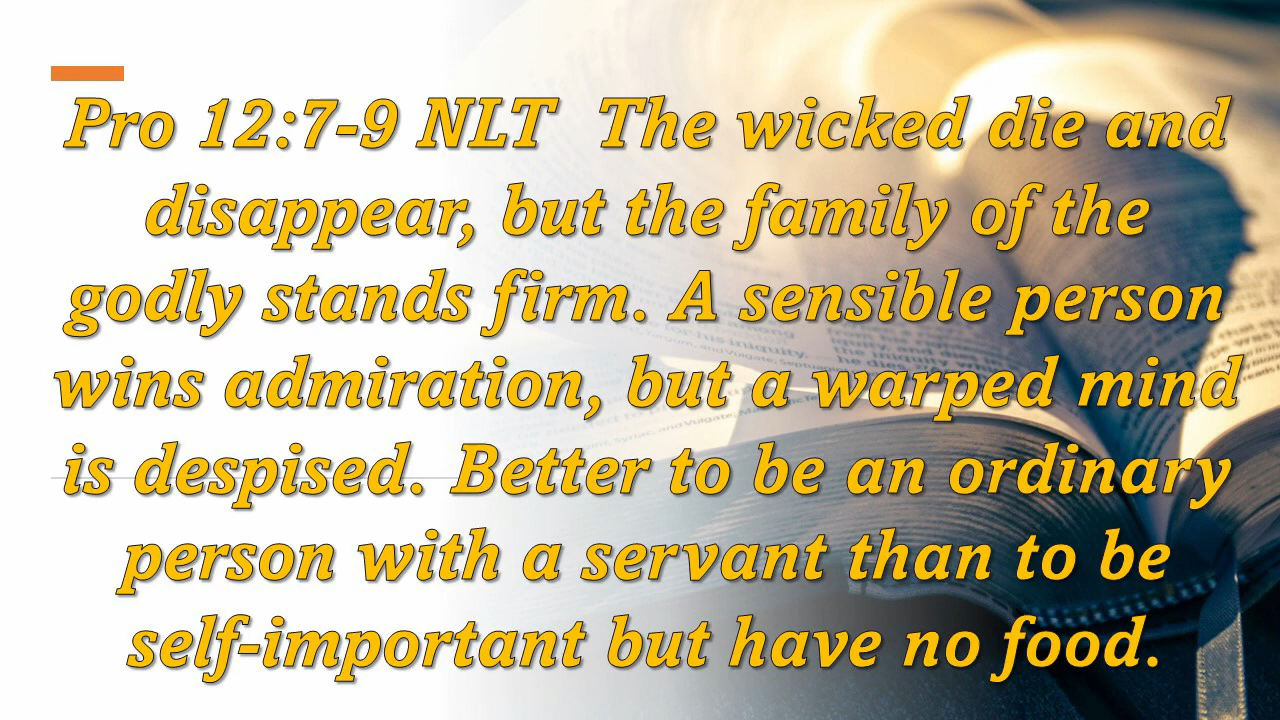 Pro 12:7-9 NLT  The wicked die and
disappear, but the family of the
godly stands firm. A sensible person
wins admiration, but a warped mind
is despised. Better to be an ordinary
person with a servant than to be
self-important but have no food.